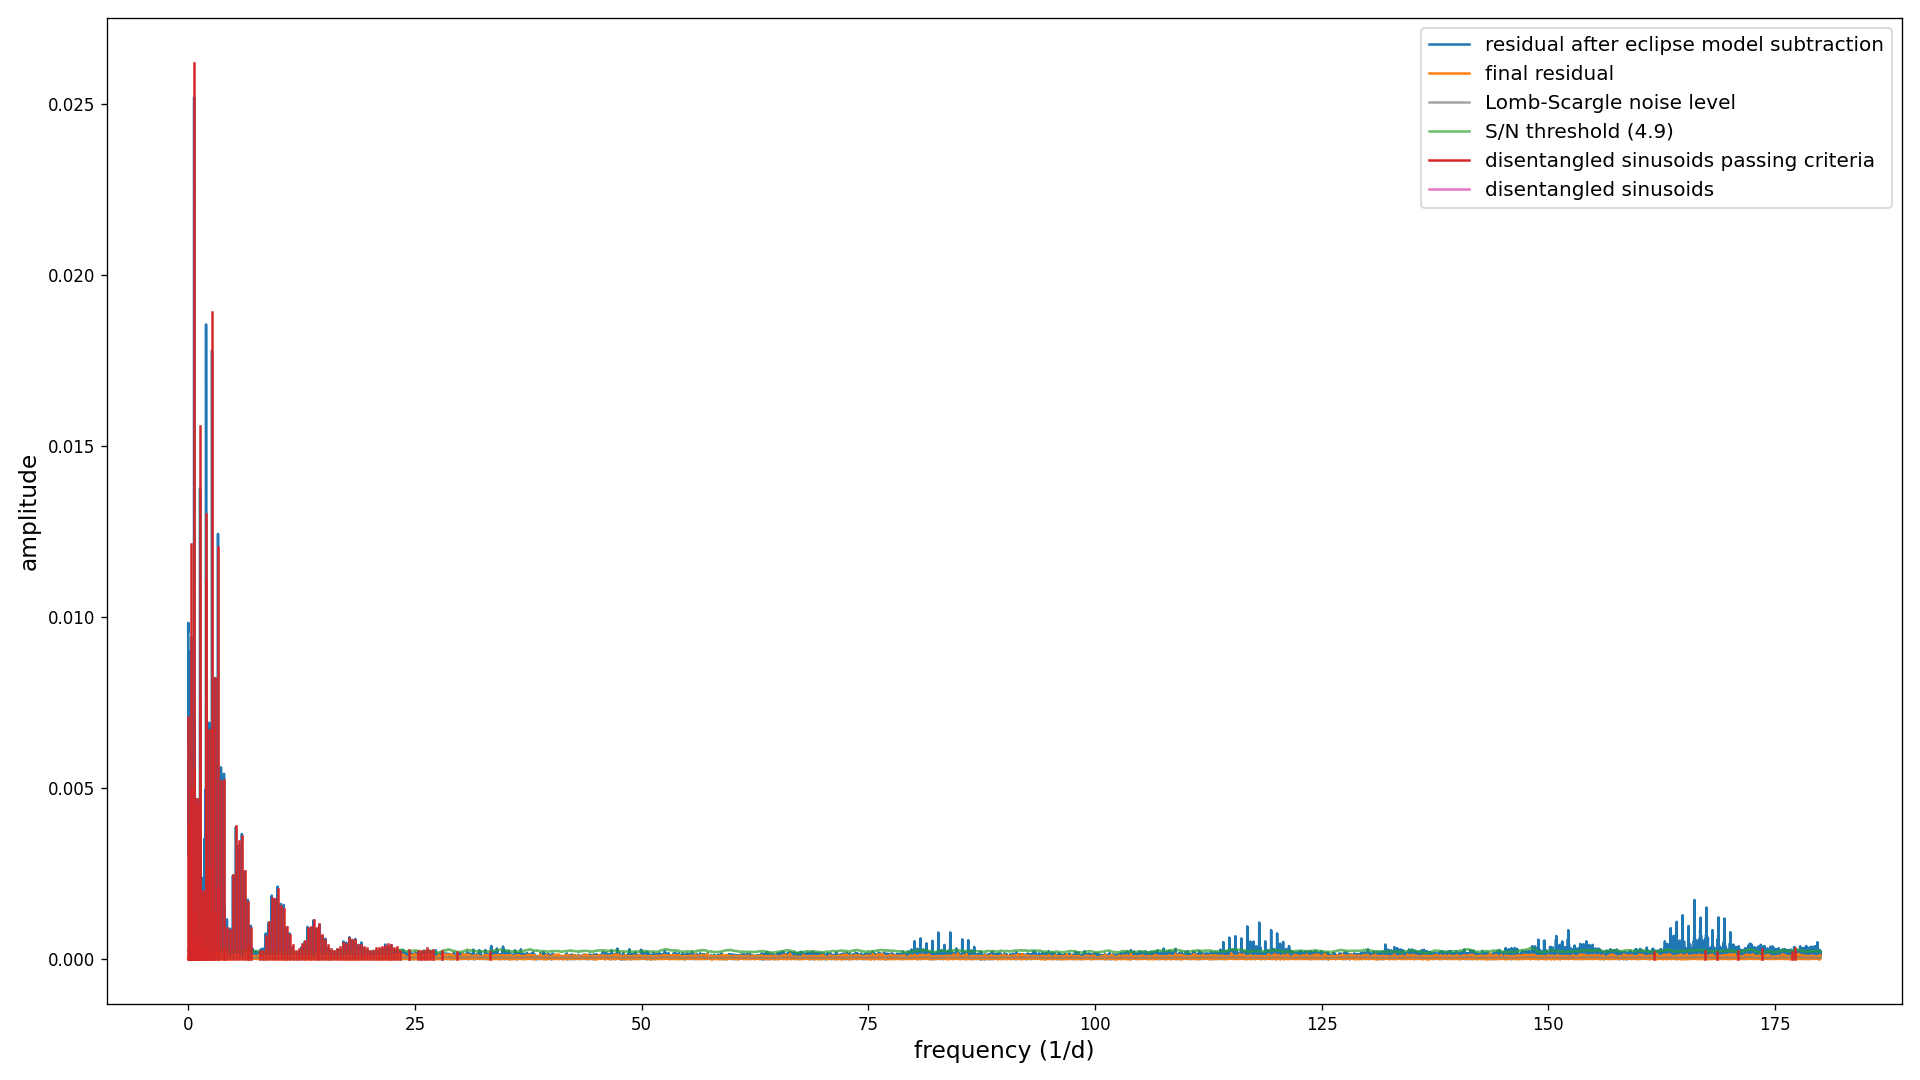 residual after eclipse model subtraction
final residual
Lomb-Scargle noise level
S/N threshold (4.9)
disentangled sinusoids passing criteria
disentangled sinusoids
0.025
0.020
0.015
0.010
0.005
0.000
amplitude
0 25 50 75 100 125 150 175
frequency (1/d)